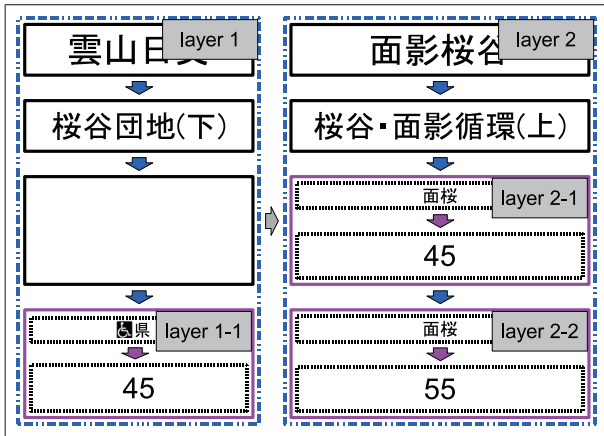 雲山日
layer 1
桜谷団地(下)
県
layer 1-1
45
面影桜谷
layer 2
桜谷・面影循環(上)
面桜
layer 2-1
45
面桜
layer 2-2
55